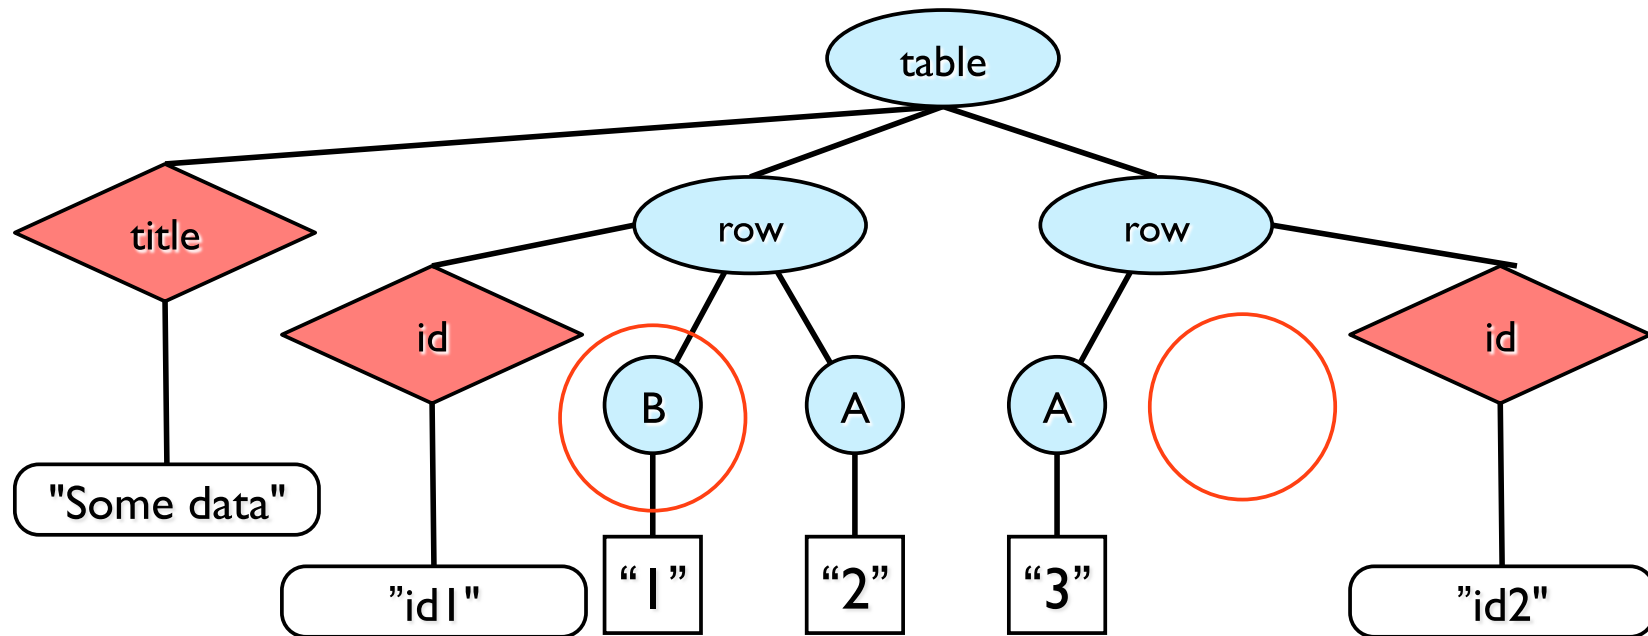 table
title
row
row
id
id
B
A
A
"Some data"
”id1"
“1”
“2”
“3”
”id2"